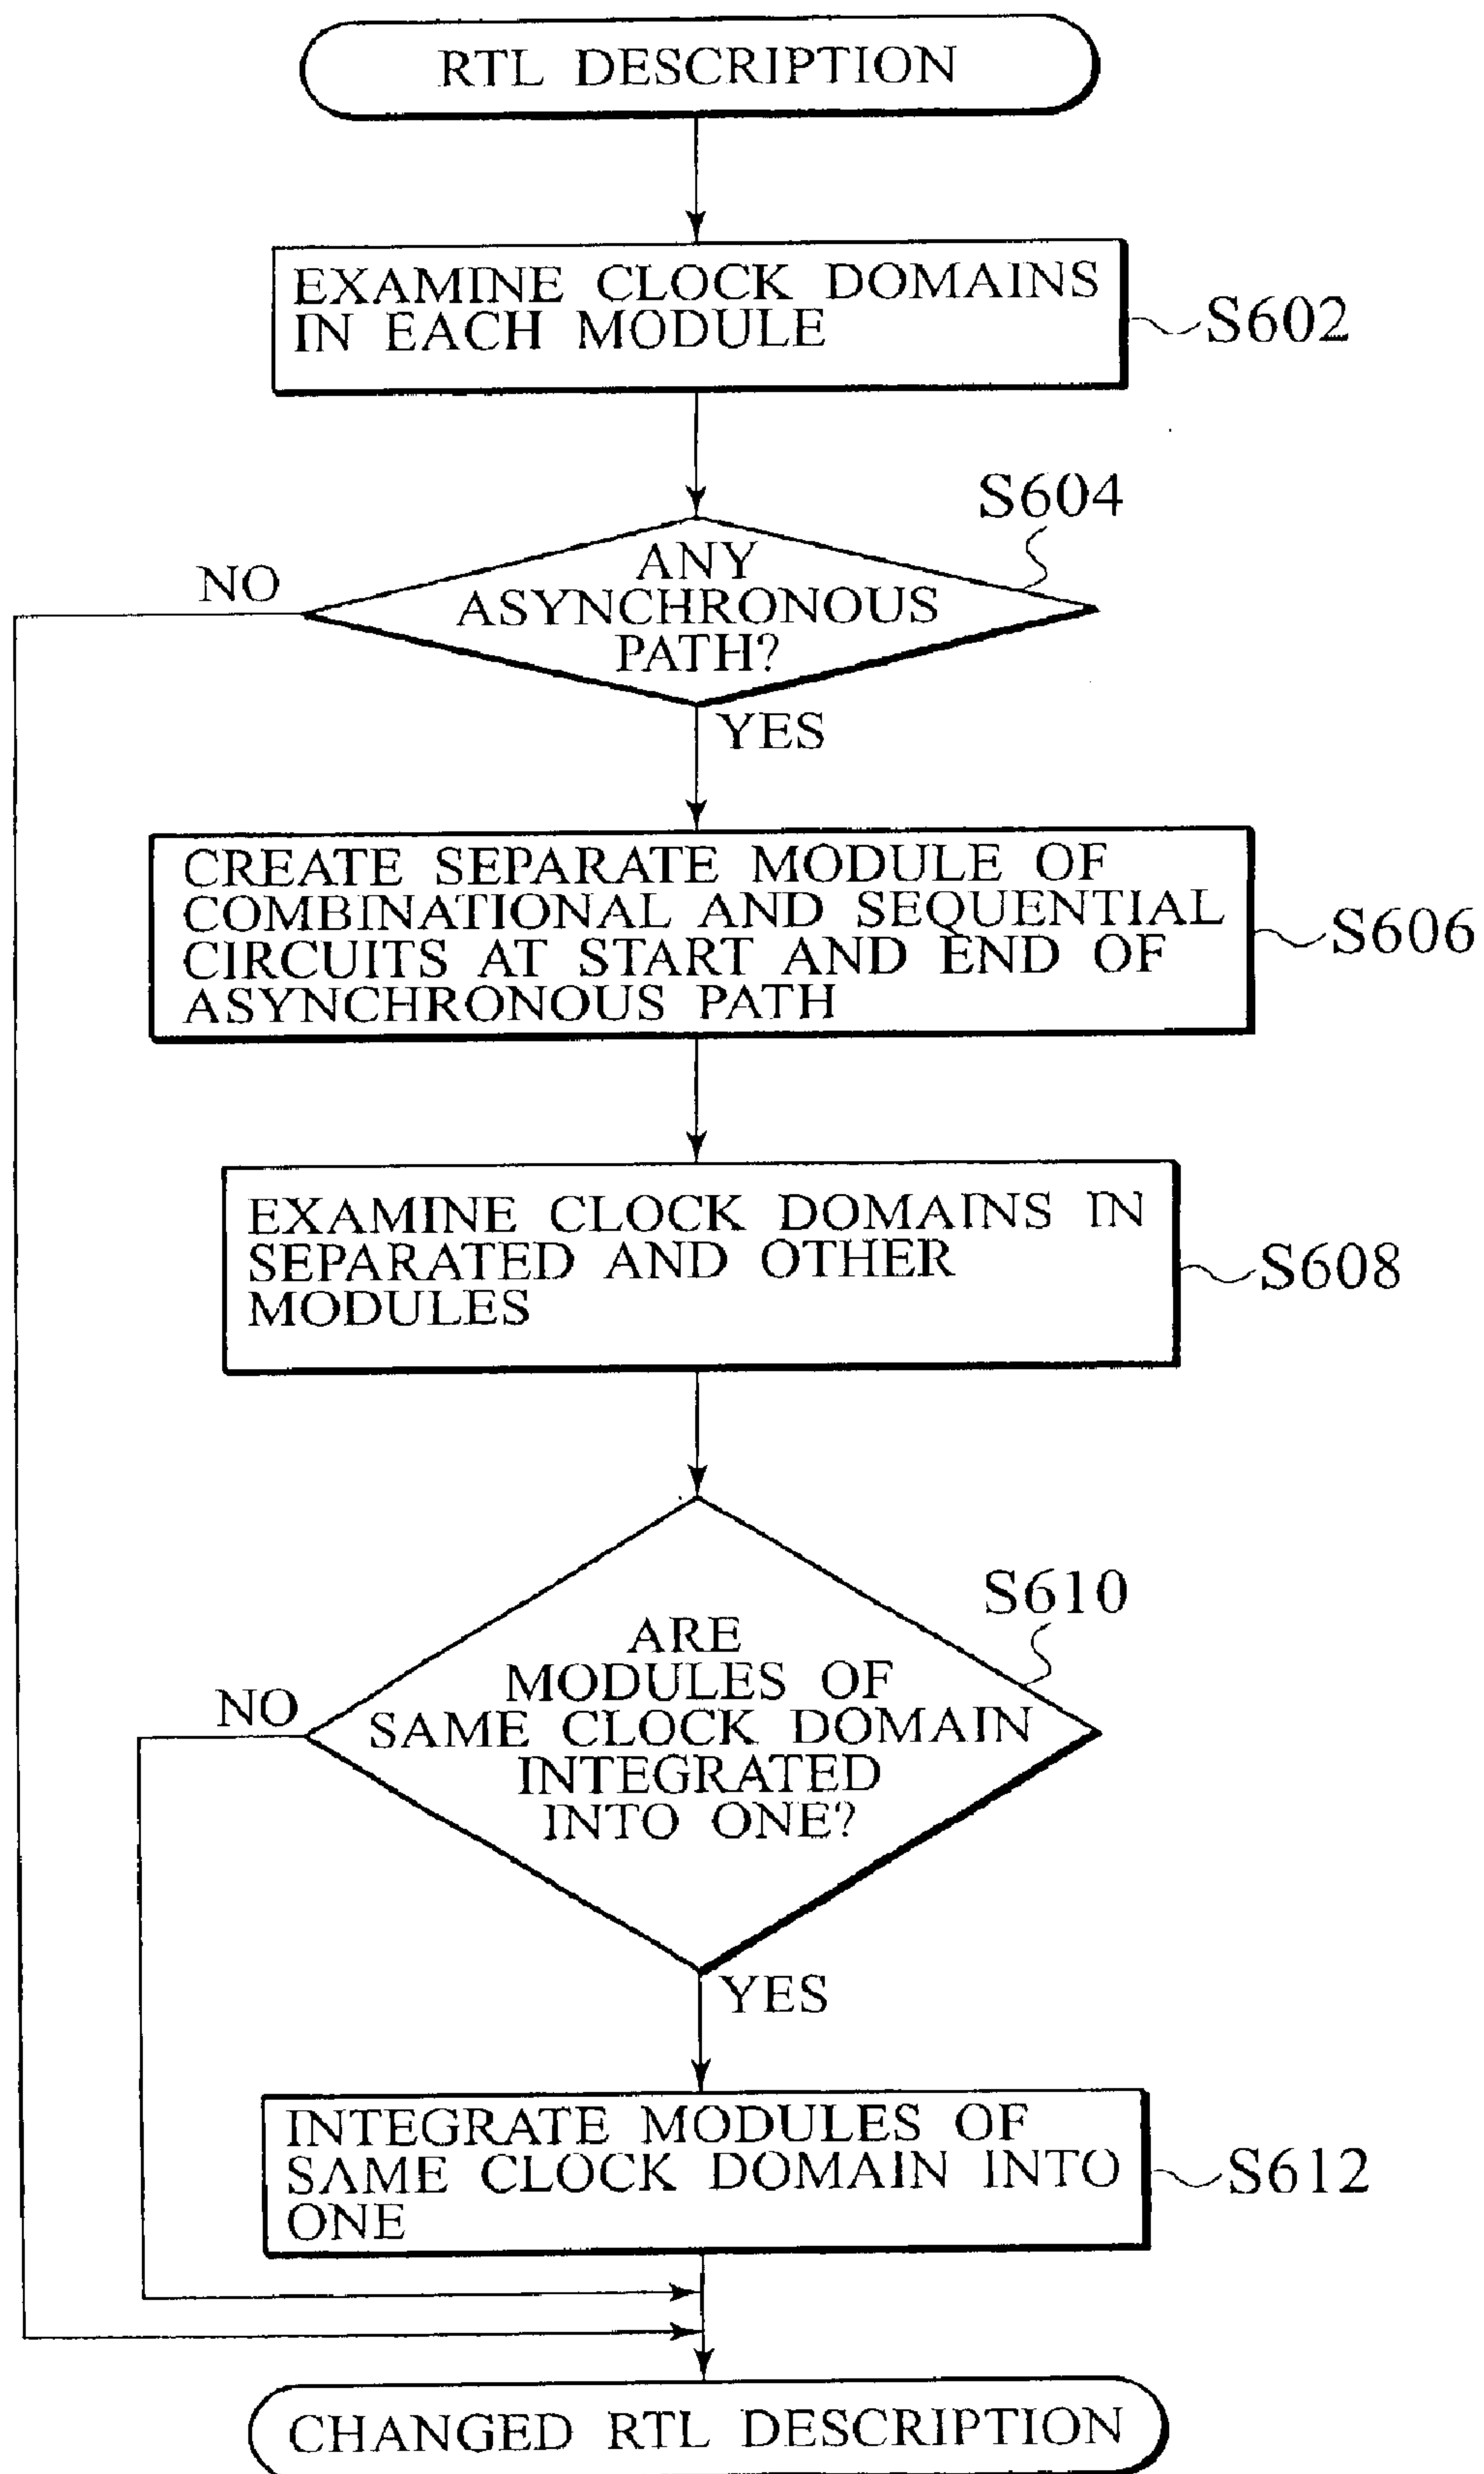 RTL DESCRIPTION
EXAMINE CLOCK DOMAINS
IN EACH MODULE
S602
S604
ANY
ASYNCHRONOUS
PATH?
NO
YES
CREATE SEPARATE MODULE OF
COMBINATIONAL AND SEQUENTIAL
CIRCUITS AT START AND END OF
ASYNCHRONOUS PATH
S606
EXAMINE CLOCK DOMAINS IN
SEPARATED AND OTHER
MODULES
S608
S610
ARE
MODULES OF
SAME CLOCK DOMAIN
INTEGRATED
INTO ONE?
NO
YES
INTEGRATE MODULES OF
SAME CLOCK DOMAIN INTO
ONE
S612
CHANGED RTL DESCRIPTION